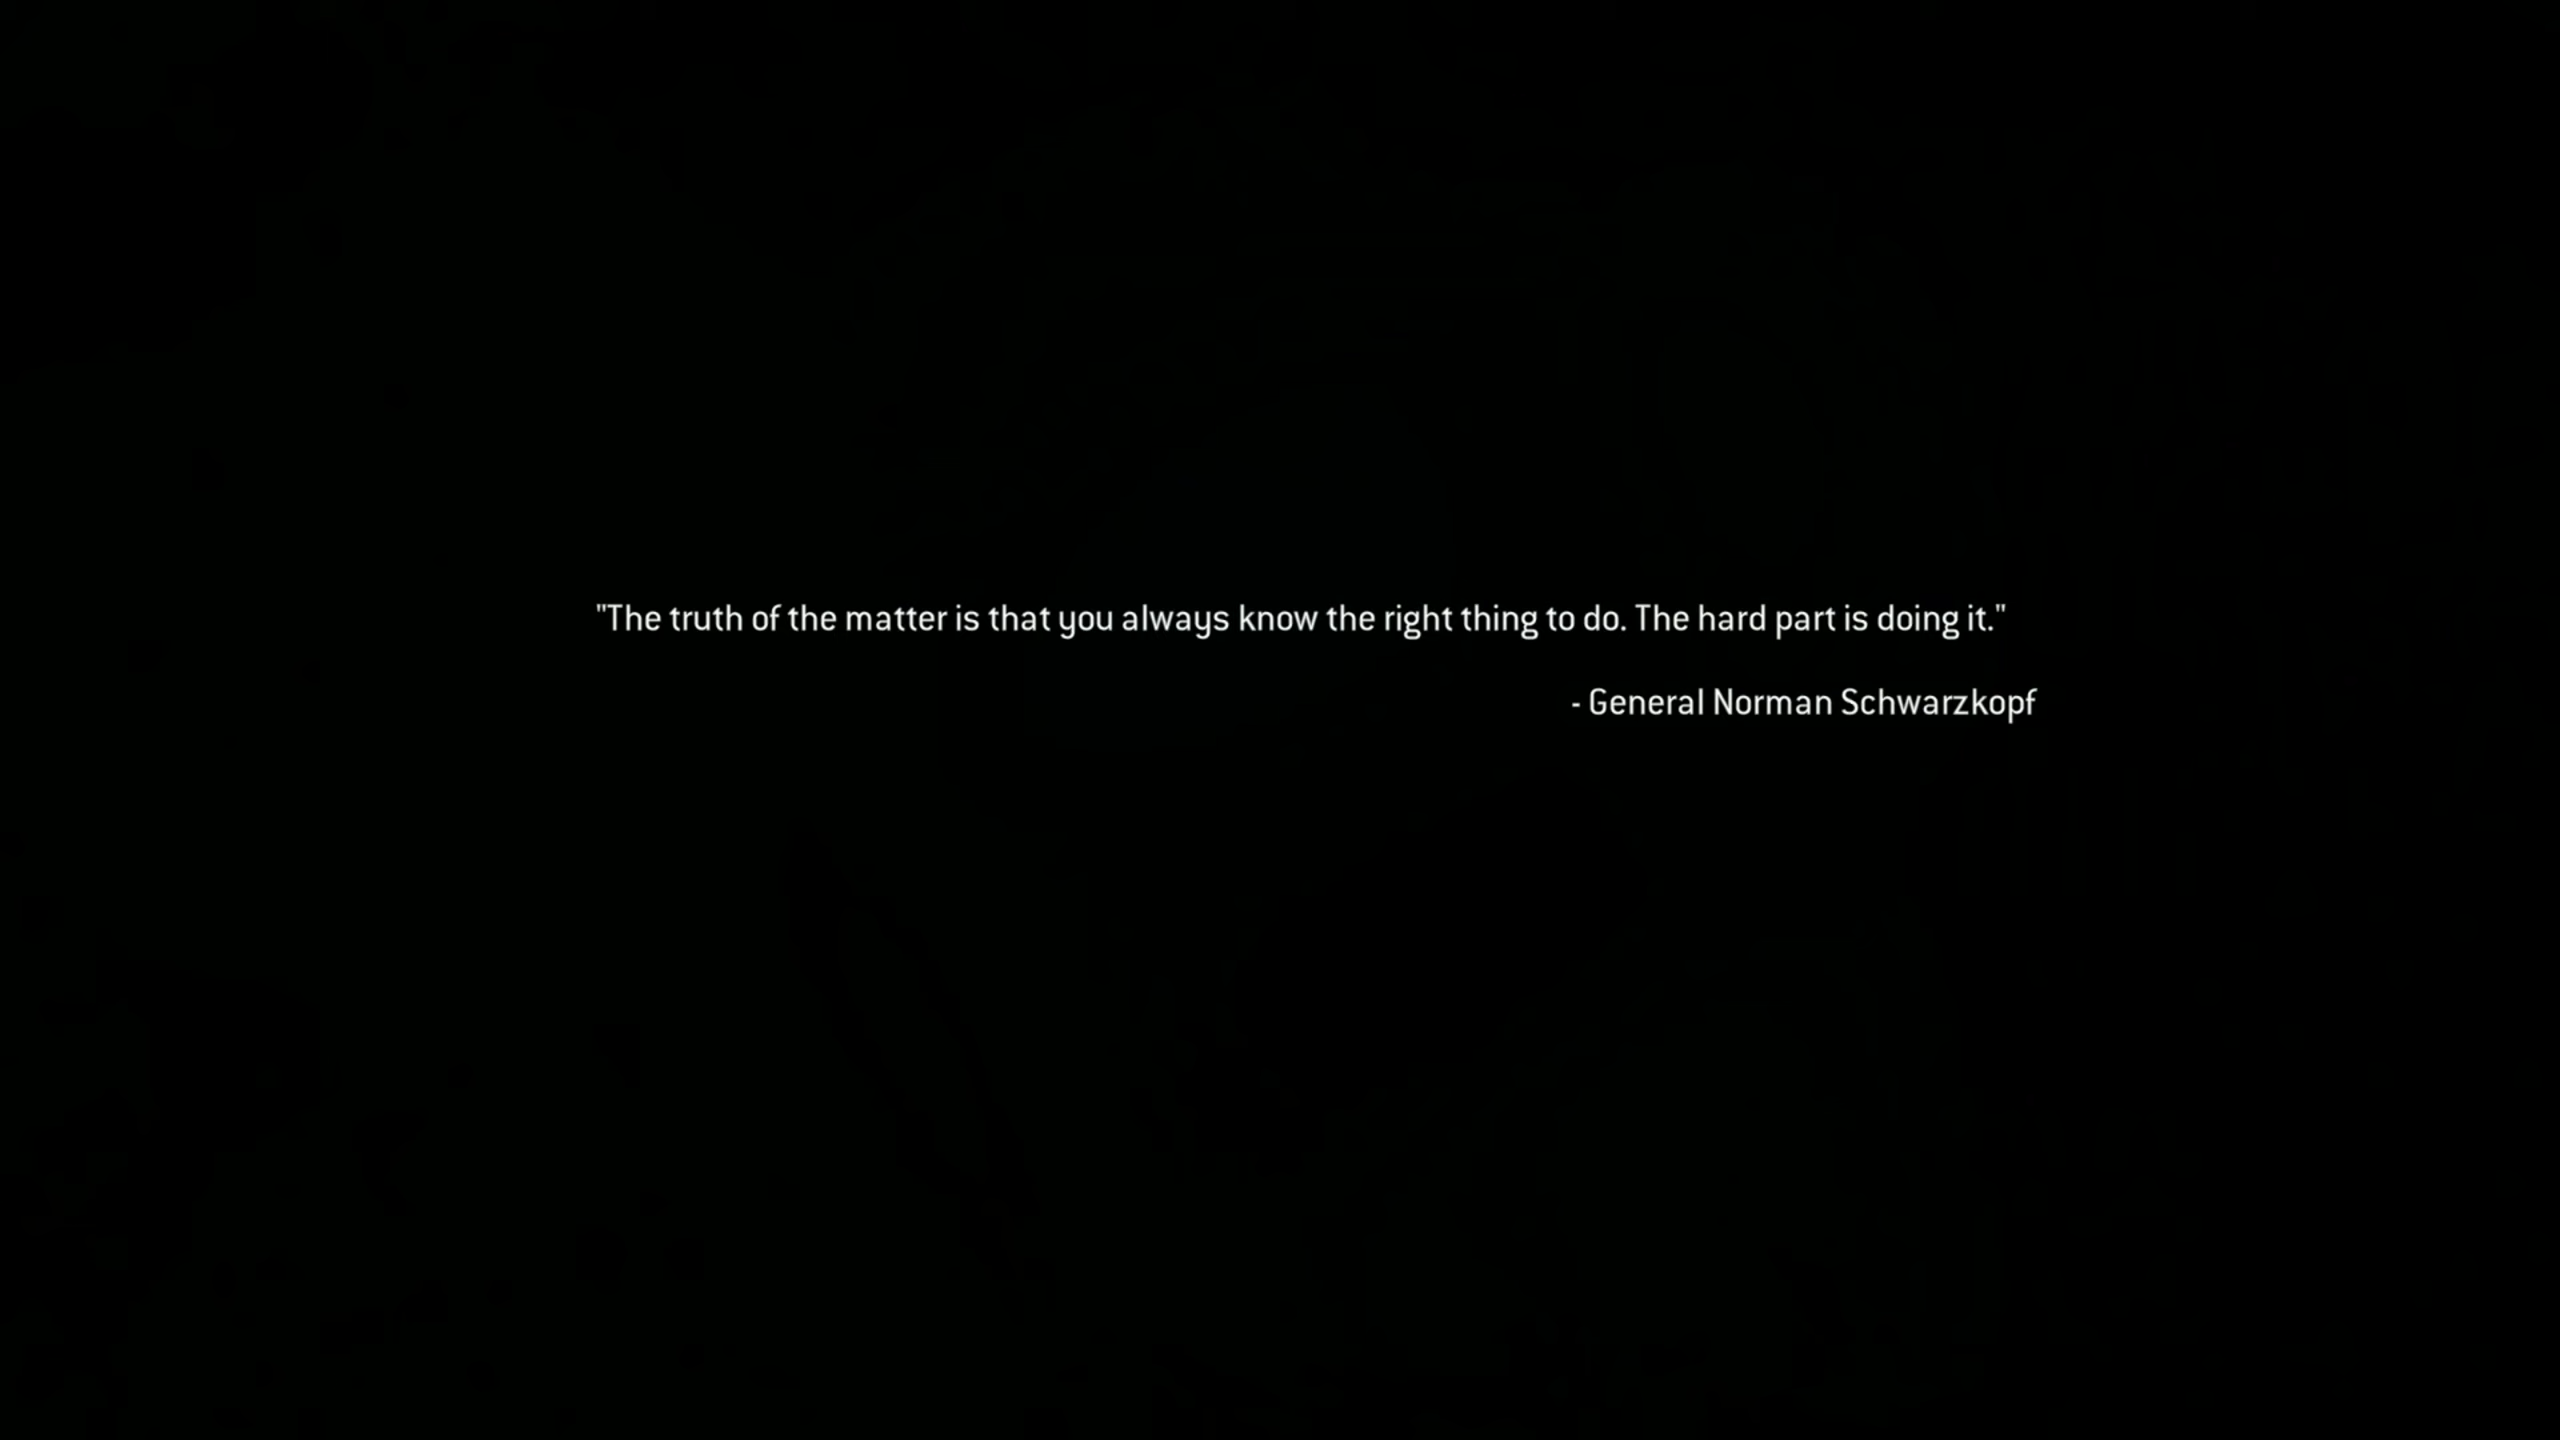 "The truth of the matter is that you always know the right thing to do. The hard part is doing it."
- General Norman Schwarzkopf